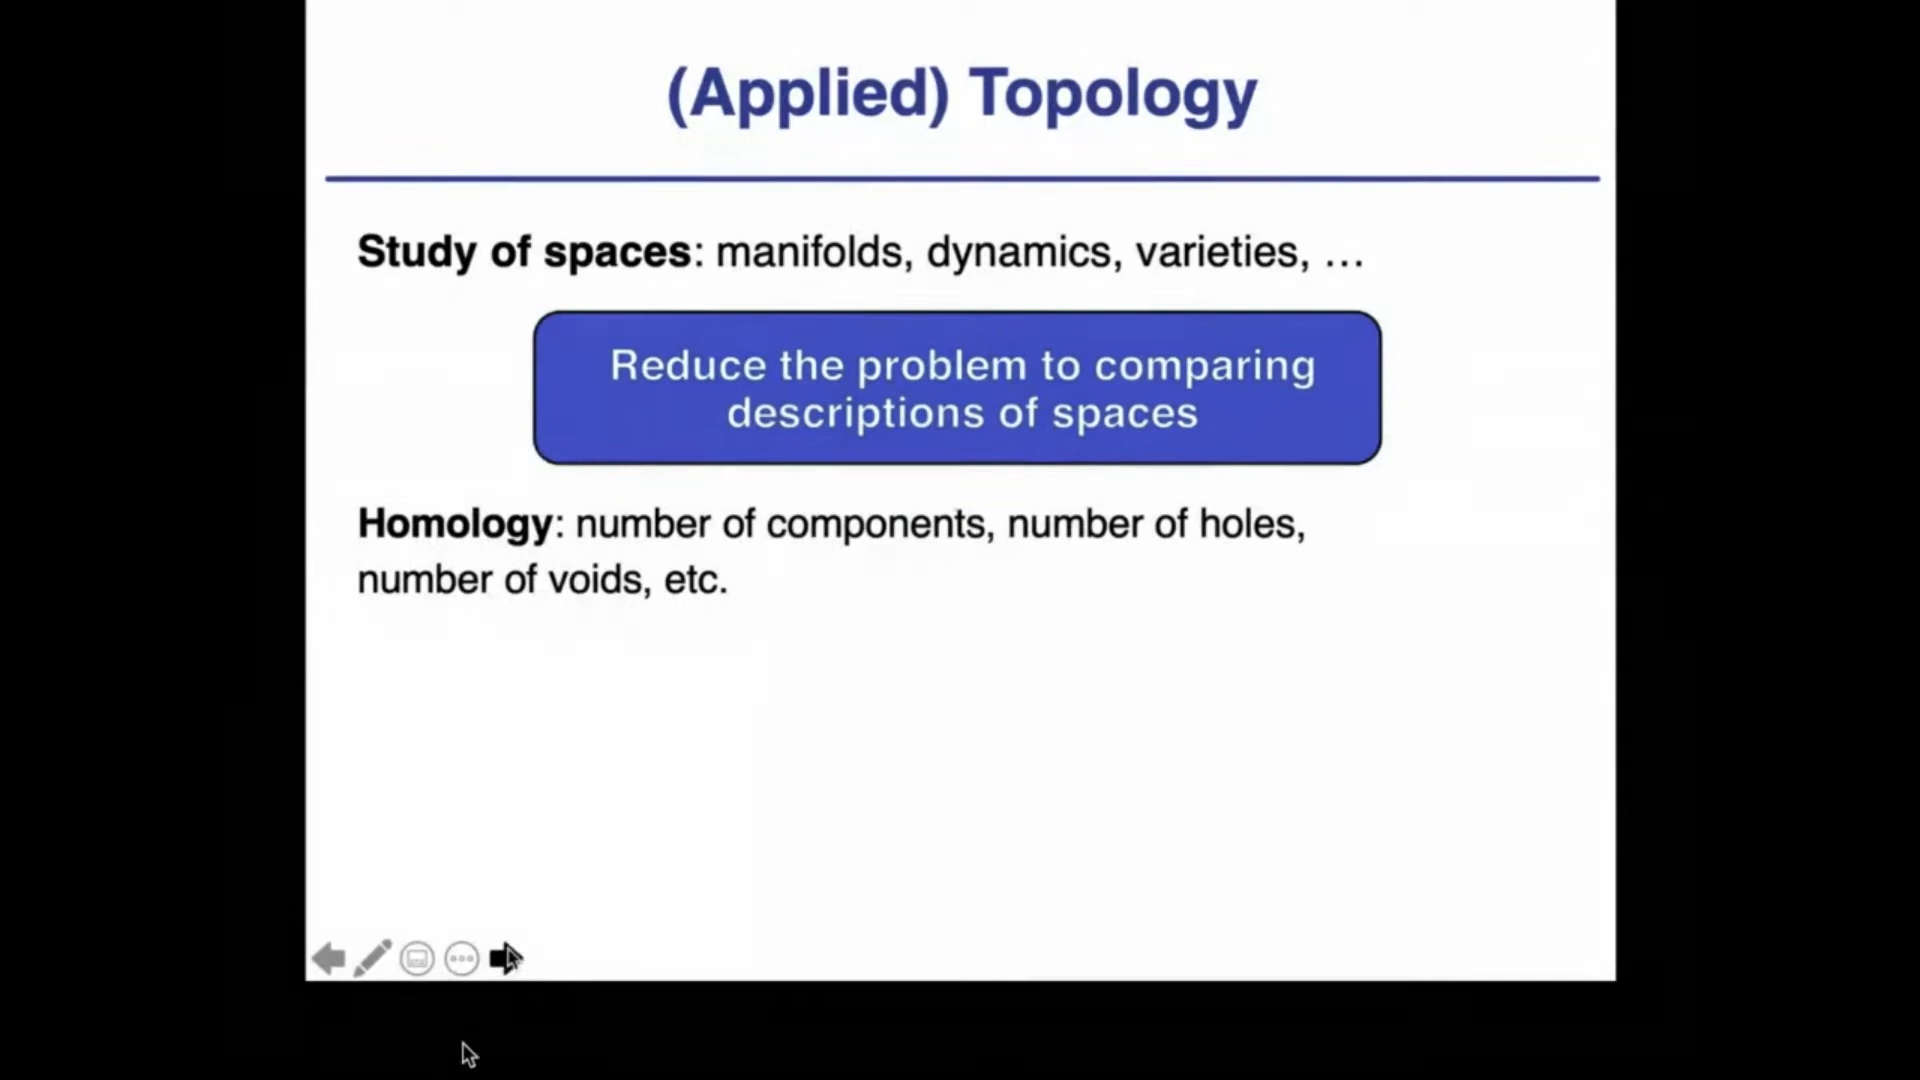 (Applied) Topology
Study of spaces: manifolds, dynamics, varieties, …
Reduce the problem to comparing
descriptions of spaces
Homology: number of components, number of holes,
number of voids, etc.